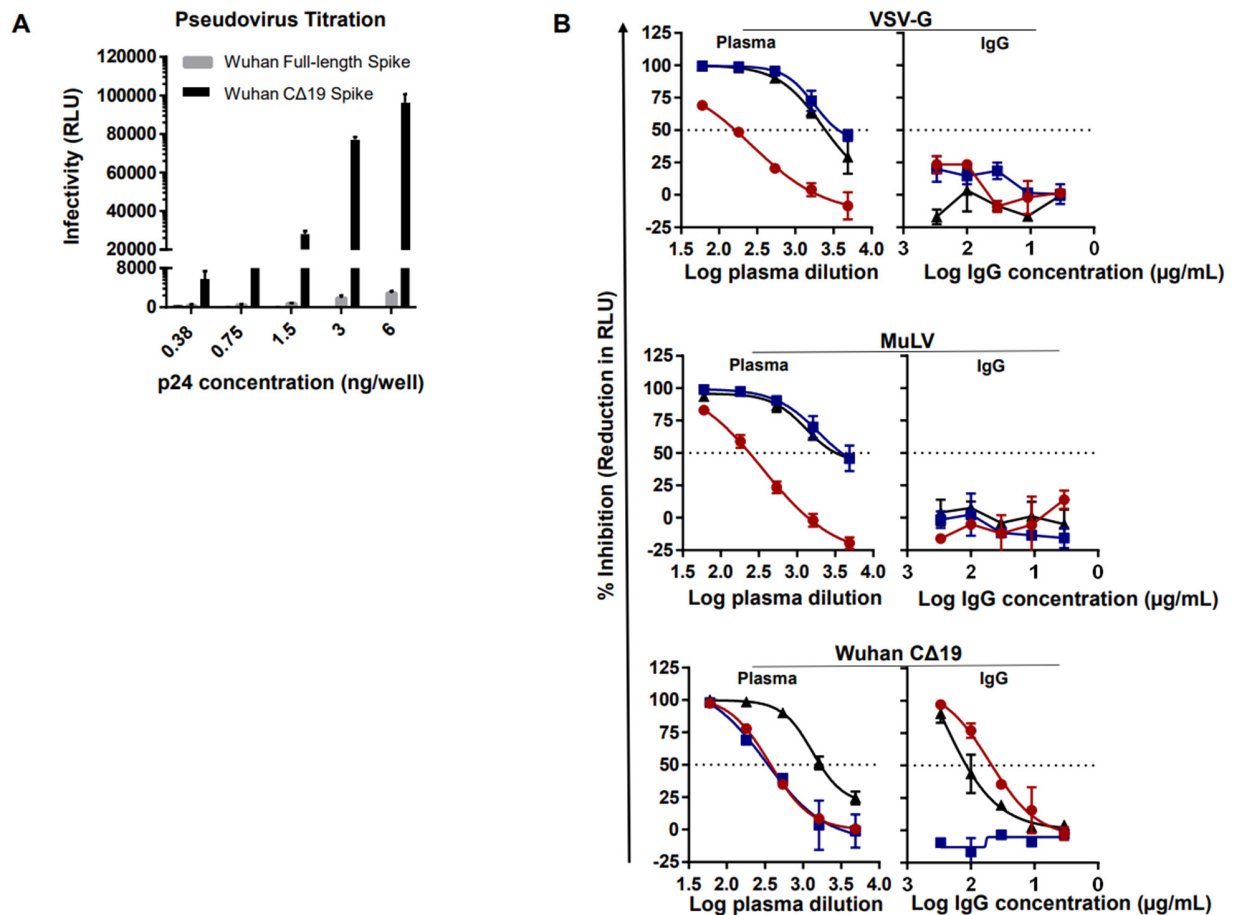 A
Pseudovirus Titration
Infectivity (RLU)
120000
100000
80000
60000
40000
20000
8000
0
Wuhan Full-length Spike
Wuhan CΔ19 Spike
0.38
0.75
1.5
3
6
p24 concentration (ng/well)
B
% Inhibition (Reduction in RLU)
VSV-G
Plasma
IgG
125
100
75
50
25
0
-25
1.5 2.0 2.5 3.0 3.5 4.0
3 2 1 0
Log plasma dilution
Log IgG concentration (µg/mL)
MuLV
Plasma
IgG
125
100
75
50
25
0
-25
1.5 2.0 2.5 3.0 3.5 4.0
3 2 1 0
Log plasma dilution
Log IgG concentration (µg/mL)
Wuhan CΔ19
Plasma
IgG
125
100
75
50
25
0
-25
1.5 2.0 2.5 3.0 3.5 4.0
3 2 1 0
Log plasma dilution
Log IgG concentration (µg/mL)